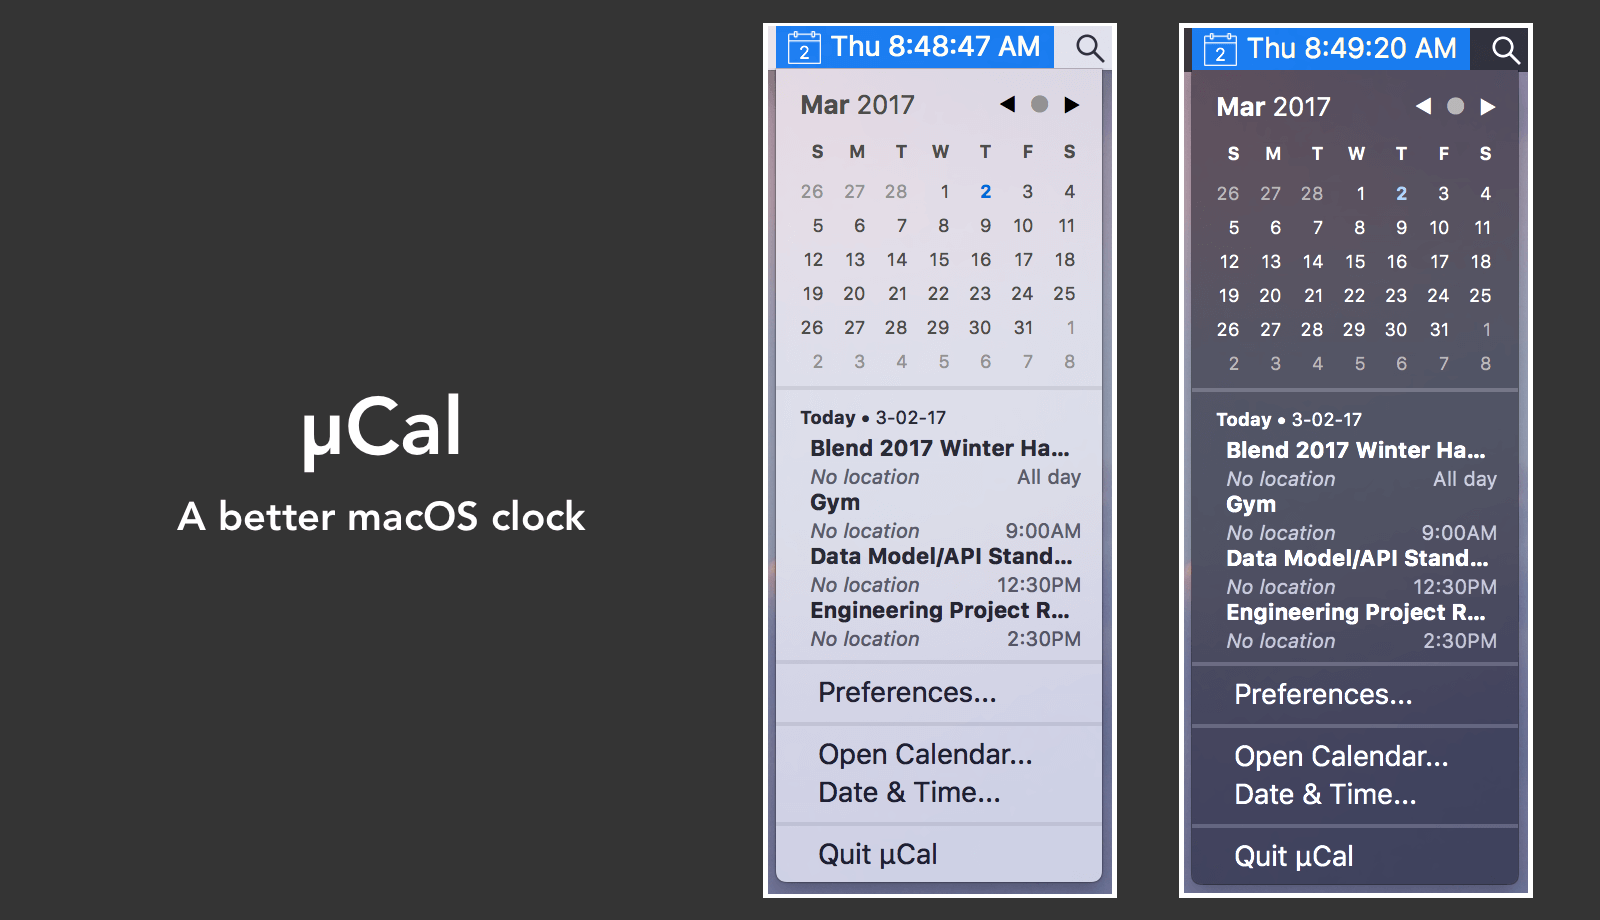 µCal
A better macOS clock
2 Thu 8:48:47 AM
Mar 2017
S M T W T F S
26 27 28 1 2 3 4
5 6 7 8 9 10 11
12 13 14 15 16 17 18
19 20 21 22 23 24 25
26 27 28 29 30 31 1
2 3 4 5 6 7 8
Today • 3-02-17
Blend 2017 Winter Ha...
No location All day
Gym
No location 9:00AM
Data Model/API Stand...
No location 12:30PM
Engineering Project R...
No location 2:30PM
Preferences...
Open Calendar...
Date & Time...
Quit µCal
2 Thu 8:49:20 AM
Mar 2017
S M T W T F S
26 27 28 1 2 3 4
5 6 7 8 9 10 11
12 13 14 15 16 17 18
19 20 21 22 23 24 25
26 27 28 29 30 31 1
2 3 4 5 6 7 8
Today • 3-02-17
Blend 2017 Winter Ha...
No location All day
Gym
No location 9:00AM
Data Model/API Stand...
No location 12:30PM
Engineering Project R...
No location 2:30PM
Preferences...
Open Calendar...
Date & Time...
Quit µCal